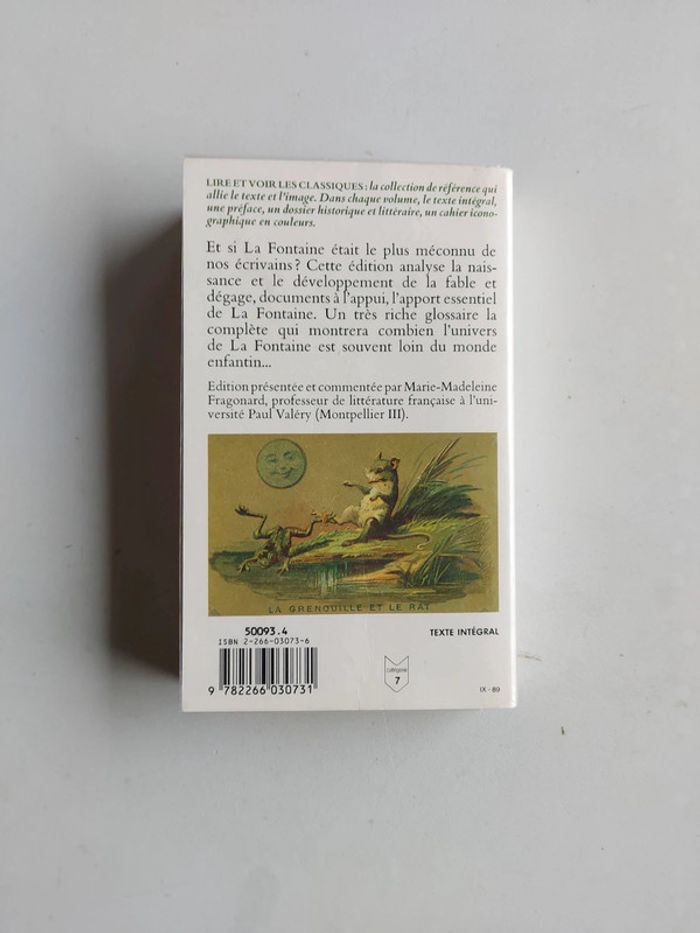 LIRE ET VOIR LES CLASSIQUES : la collection de référence qui
allie le texte et l'image. Dans chaque volume, le texte intégral,
une préface, un dossier historique et littéraire, un cahier icono-
graphique en couleurs.
Et si La Fontaine était le plus méconnu de
nos écrivains ? Cette édition analyse la nais-
sance et le développement de la fable et
dégage, documents à l'appui, l'apport essentiel
de La Fontaine. Un très riche glossaire la
complète qui montrera combien l'univers
de La Fontaine est souvent loin du monde
enfantin...
Edition présentée et commentée par Marie-Madeleine
Fragonard, professeur de littérature française à l'uni-
versité Paul Valéry (Montpellier III).
LA GRENOUILLE ET LE RAT
50093.4
ISBN 2-266-03073-6
TEXTE INTÉGRAL
catégorie
7
9 782266 030731
IX - 89